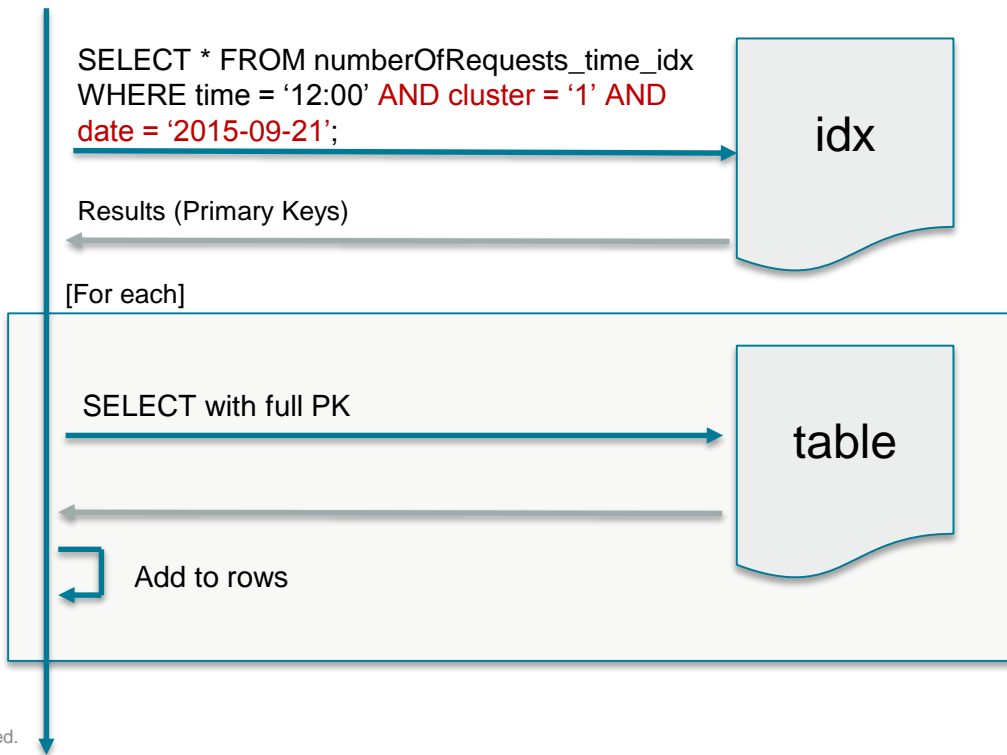 SELECT * FROM numberOfRequests_time_idx
WHERE time = ‘12:00’ AND cluster = ‘1’ AND
date = ‘2015-09-21’;
idx
Results (Primary Keys)
[For each]
SELECT with full PK
table
Add to rows
ed.